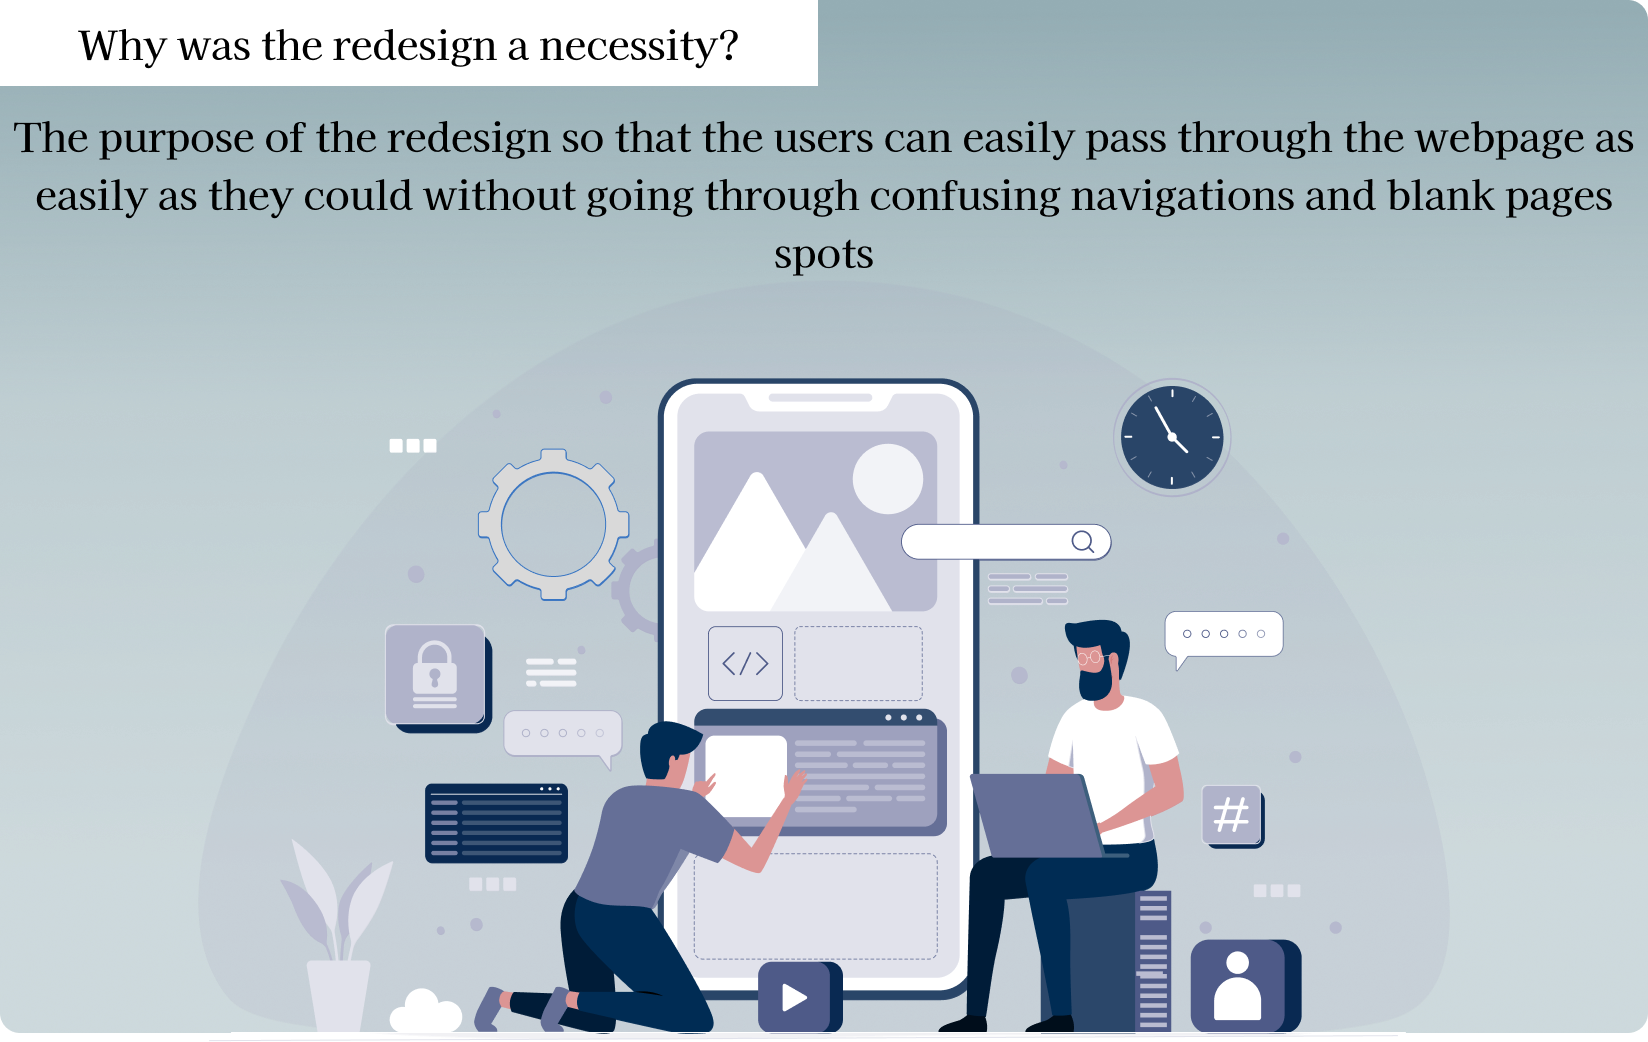 Why was the redesign a necessity?
The purpose of the redesign so that the users can easily pass through the webpage as
easily as they could without going through confusing navigations and blank pages
spots
</>
#